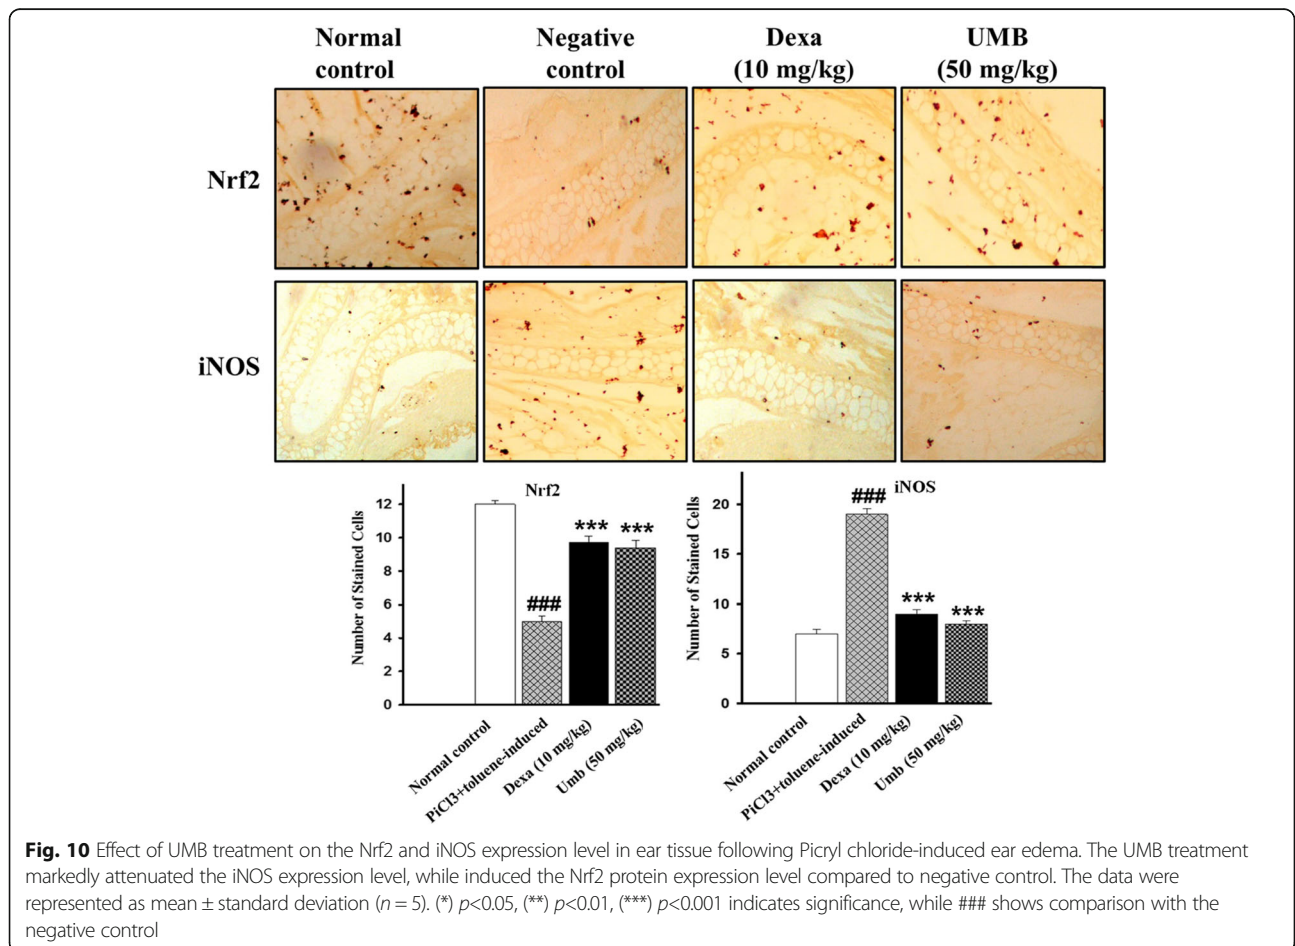 Normal control
Negative control
Dexa (10 mg/kg)
UMB (50 mg/kg)
Nrf2
iNOS
Nrf2
Number of Stained Cells
12
10
8
6
4
2
0
###
***
***
Normal control
PiCl3+toluene-induced
Dexa (10 mg/kg)
Umb (50 mg/kg)
iNOS
Number of Stained Cells
20
15
10
5
0
###
***
***
Normal control
PiCl3+toluene-induced
Dexa (10 mg/kg)
Umb (50 mg/kg)
Fig. 10 Effect of UMB treatment on the Nrf2 and iNOS expression level in ear tissue following Picryl chloride-induced ear edema. The UMB treatment
markedly attenuated the iNOS expression level, while induced the Nrf2 protein expression level compared to negative control. The data were
represented as mean ± standard deviation (n = 5). (*) p<0.05, (**) p<0.01, (***) p<0.001 indicates significance, while ### shows comparison with the
negative control